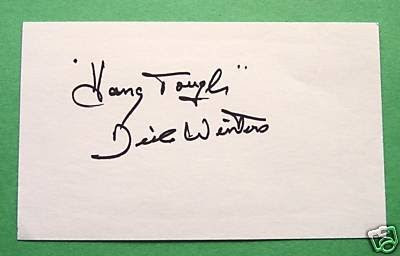 "Hang Tough"
Dick Winters